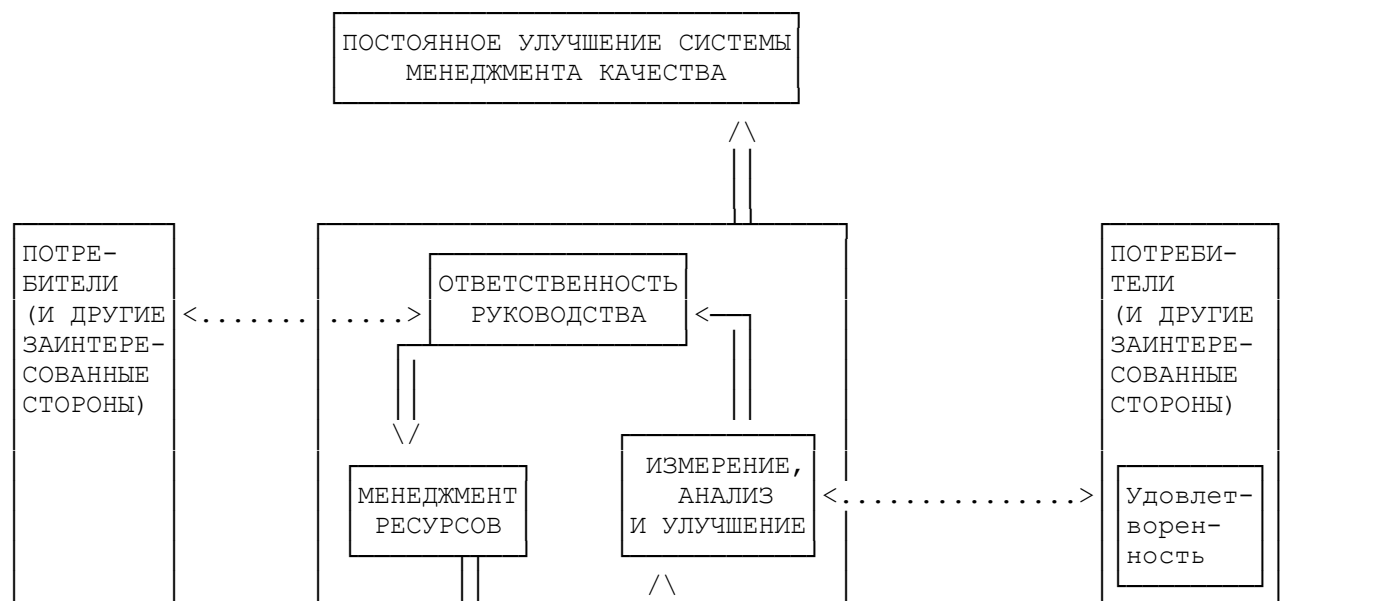 ПОСТОЯННОЕ УЛУЧШЕНИЕ СИСТЕМЫ
МЕНЕДЖМЕНТА КАЧЕСТВА
ПОТРЕ-
БИТЕЛИ
(И ДРУГИЕ
ЗАИНТЕРЕ-
СОВАННЫЕ
СТОРОНЫ)
ОТВЕТСТВЕННОСТЬ
РУКОВОДСТВА
МЕНЕДЖМЕНТ
РЕСУРСОВ
ИЗМЕРЕНИЕ,
АНАЛИЗ
И УЛУЧШЕНИЕ
ПОТРЕБИ-
ТЕЛИ
(И ДРУГИЕ
ЗАИНТЕРЕ-
СОВАННЫЕ
СТОРОНЫ)
Удовлет-
ворен-
ность